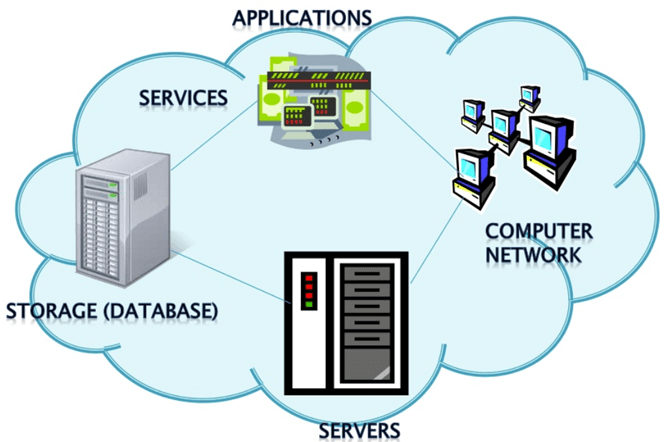 APPLICATIONS
SERVICES
COMPUTER
NETWORK
STORAGE (DATABASE)
SERVERS